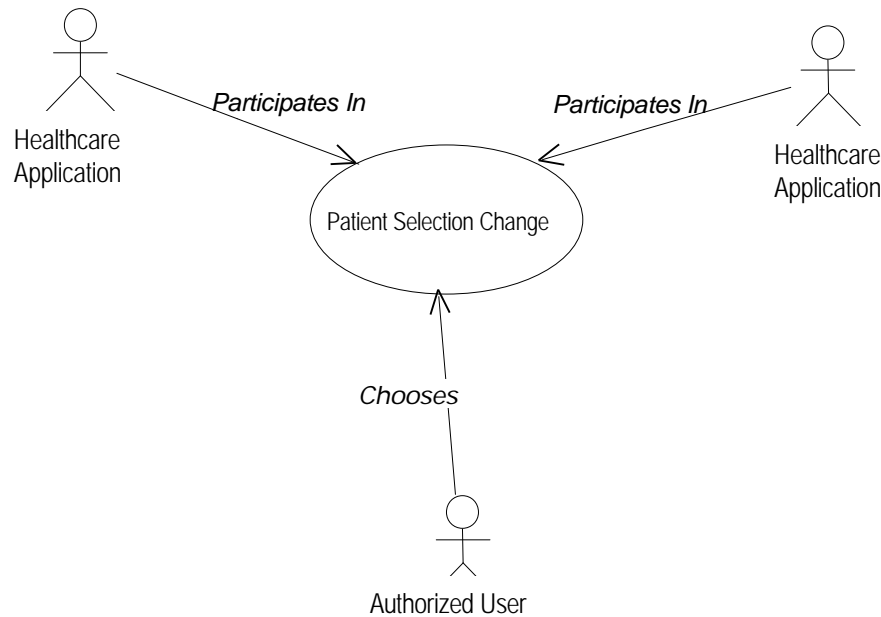 Participates In
Participates In
Healthcare
Application
Healthcare
Application
Patient Selection Change
Chooses
Authorized User